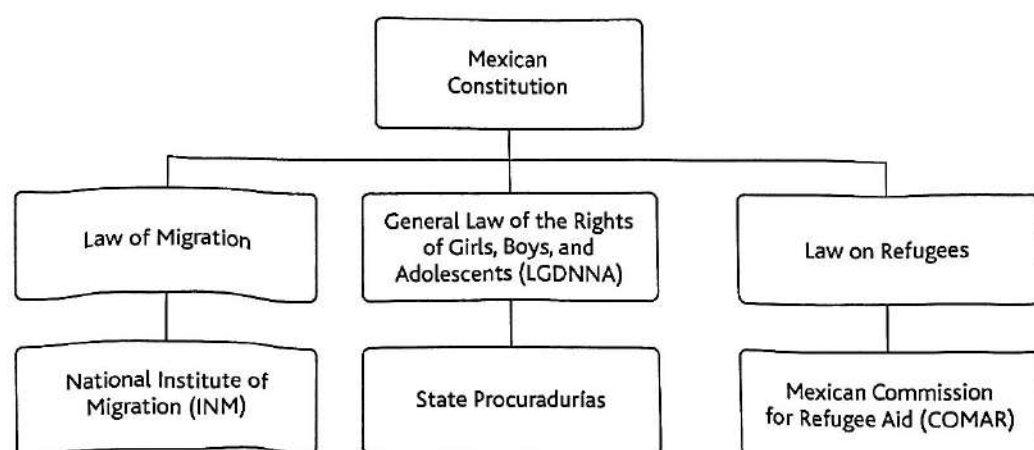 Mexican
Constitution
Law of Migration
General Law of the Rights
of Girls, Boys, and
Adolescents (LGDNNA)
Law on Refugees
National Institute of
Migration (INM)
State Procuradurías
Mexican Commission
for Refugee Aid (COMAR)